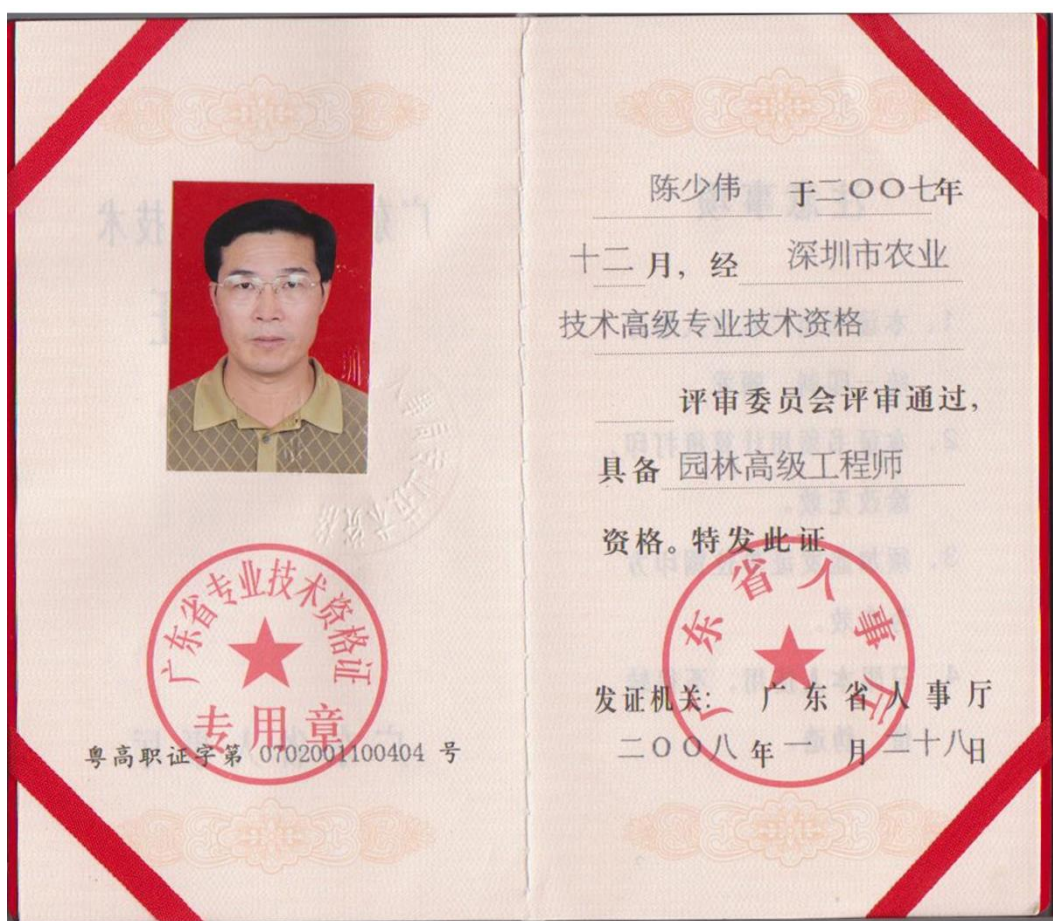 广东省专业技术资格证
专用章
粤高职证字第 0702001100404 号
陈少伟 于二〇〇七年
十二月，经 深圳市农业
技术高级专业技术资格
评审委员会评审通过，
具备 园林高级工程师
资格。特发此证
广东省人事厅
发证机关：广东省人事厅
二〇〇八年一月二十八日